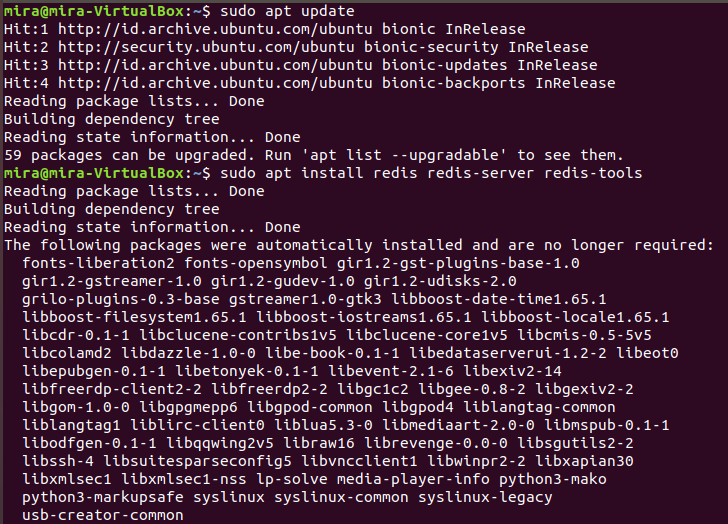 mira@mira-VirtualBox:~$ sudo apt update
Hit:1 http://id.archive.ubuntu.com/ubuntu bionic InRelease
Hit:2 http://security.ubuntu.com/ubuntu bionic-security InRelease
Hit:3 http://id.archive.ubuntu.com/ubuntu bionic-updates InRelease
Hit:4 http://id.archive.ubuntu.com/ubuntu bionic-backports InRelease
Reading package lists... Done
Building dependency tree
Reading state information... Done
59 packages can be upgraded. Run 'apt list --upgradable' to see them.
mira@mira-VirtualBox:~$ sudo apt install redis redis-server redis-tools
Reading package lists... Done
Building dependency tree
Reading state information... Done
The following packages were automatically installed and are no longer required:
  fonts-liberation2 fonts-opensymbol gir1.2-gst-plugins-base-1.0
  gir1.2-gstreamer-1.0 gir1.2-gudev-1.0 gir1.2-udisks-2.0
  grilo-plugins-0.3-base gstreamer1.0-gtk3 libboost-date-time1.65.1
  libboost-filesystem1.65.1 libboost-iostreams1.65.1 libboost-locale1.65.1
  libcdr-0.1-1 libclucene-contribs1v5 libclucene-core1v5 libcmis-0.5-5v5
  libcolamd2 libdazzle-1.0-0 libe-book-0.1-1 libedataserverui-1.2-2 libeot0
  libepubgen-0.1-1 libetonyek-0.1-1 libevent-2.1-6 libexiv2-14
  libfreerdp-client2-2 libfreerdp2-2 libgc1c2 libgee-0.8-2 libgexiv2-2
  libgom-1.0-0 libgpgmepp6 libgpod-common libgpod4 liblangtag-common
  liblangtag1 liblirc-client0 liblua5.3-0 libmediaart-2.0-0 libmspub-0.1-1
  libodfgen-0.1-1 libqqwing2v5 libraw16 librevenge-0.0-0 libsgutils2-2
  libssh-4 libsuitesparseconfig5 libvncclient1 libwinpr2-2 libxapian30
  libxmlsec1 libxmlsec1-nss lp-solve media-player-info python3-mako
  python3-markupsafe syslinux syslinux-common syslinux-legacy
  usb-creator-common